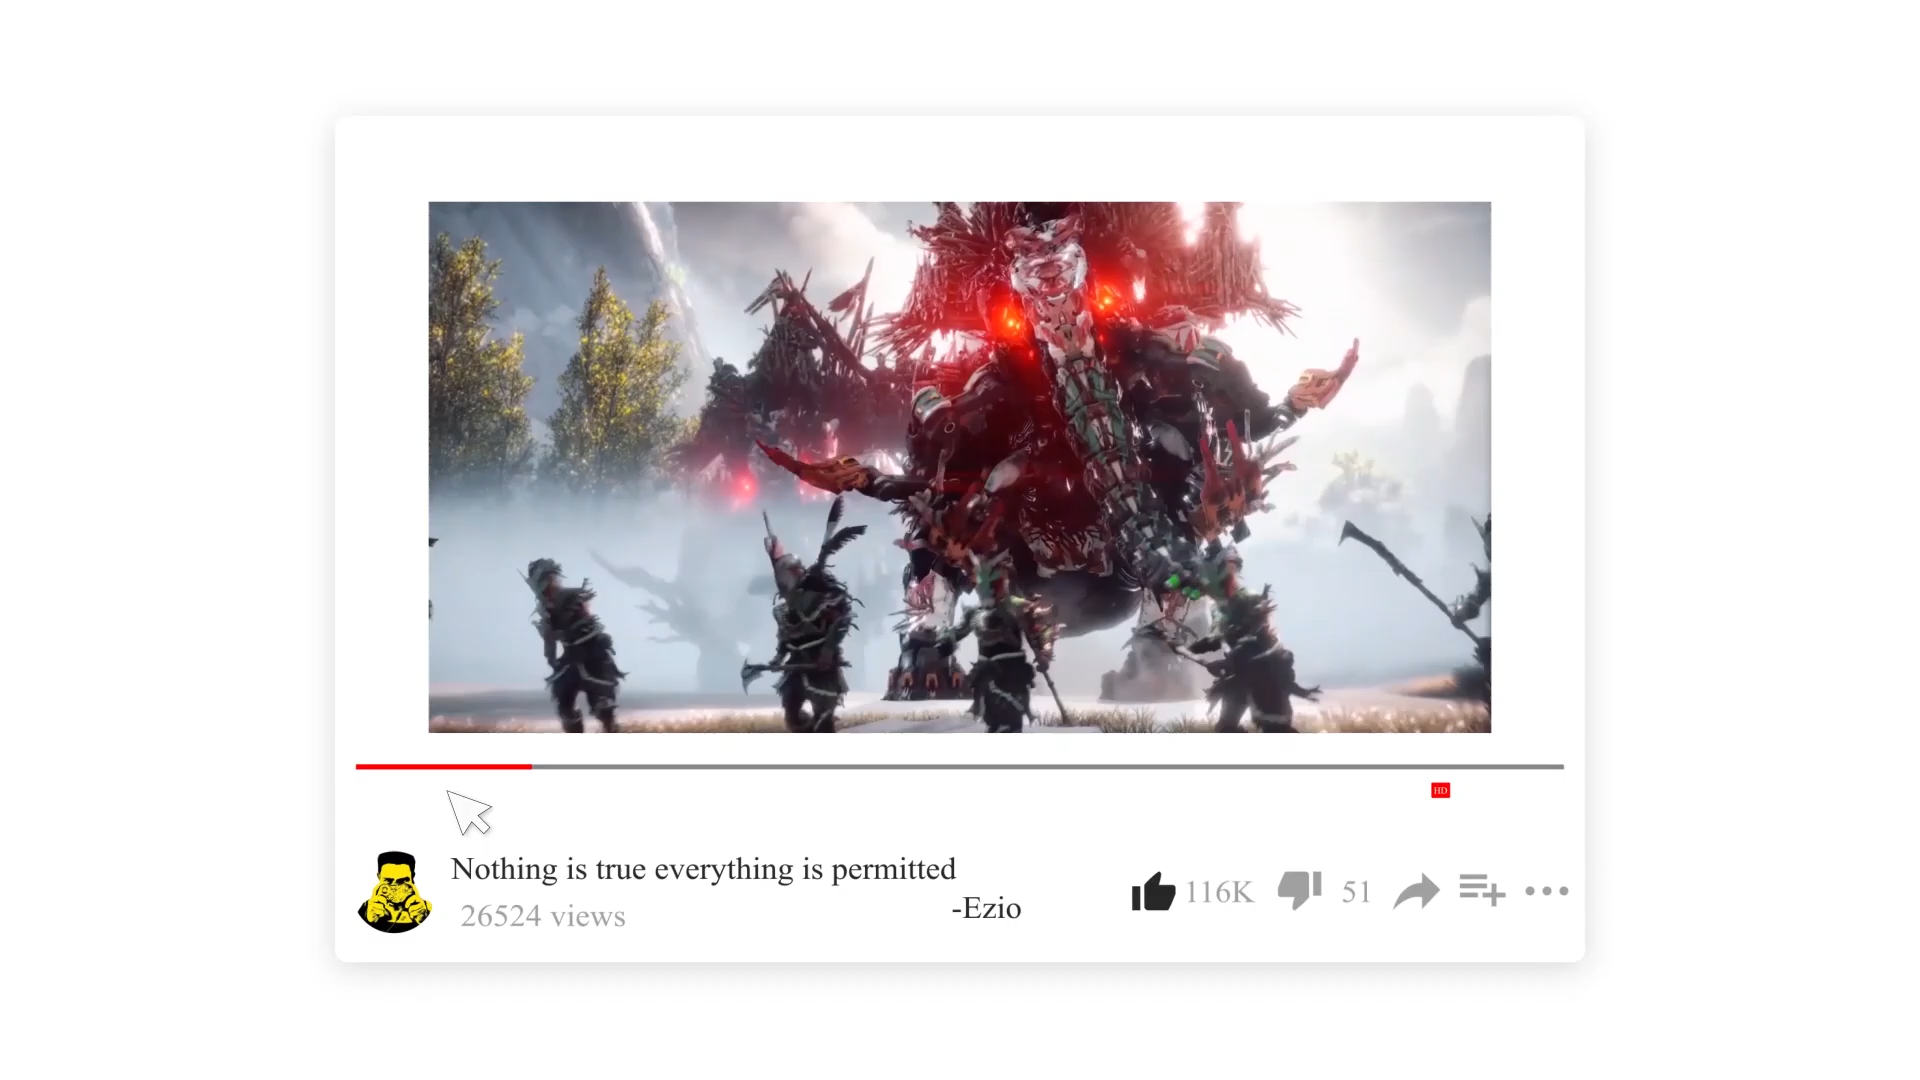 HD
Nothing is true everything is permitted
-Ezio
26524 views
116K
51